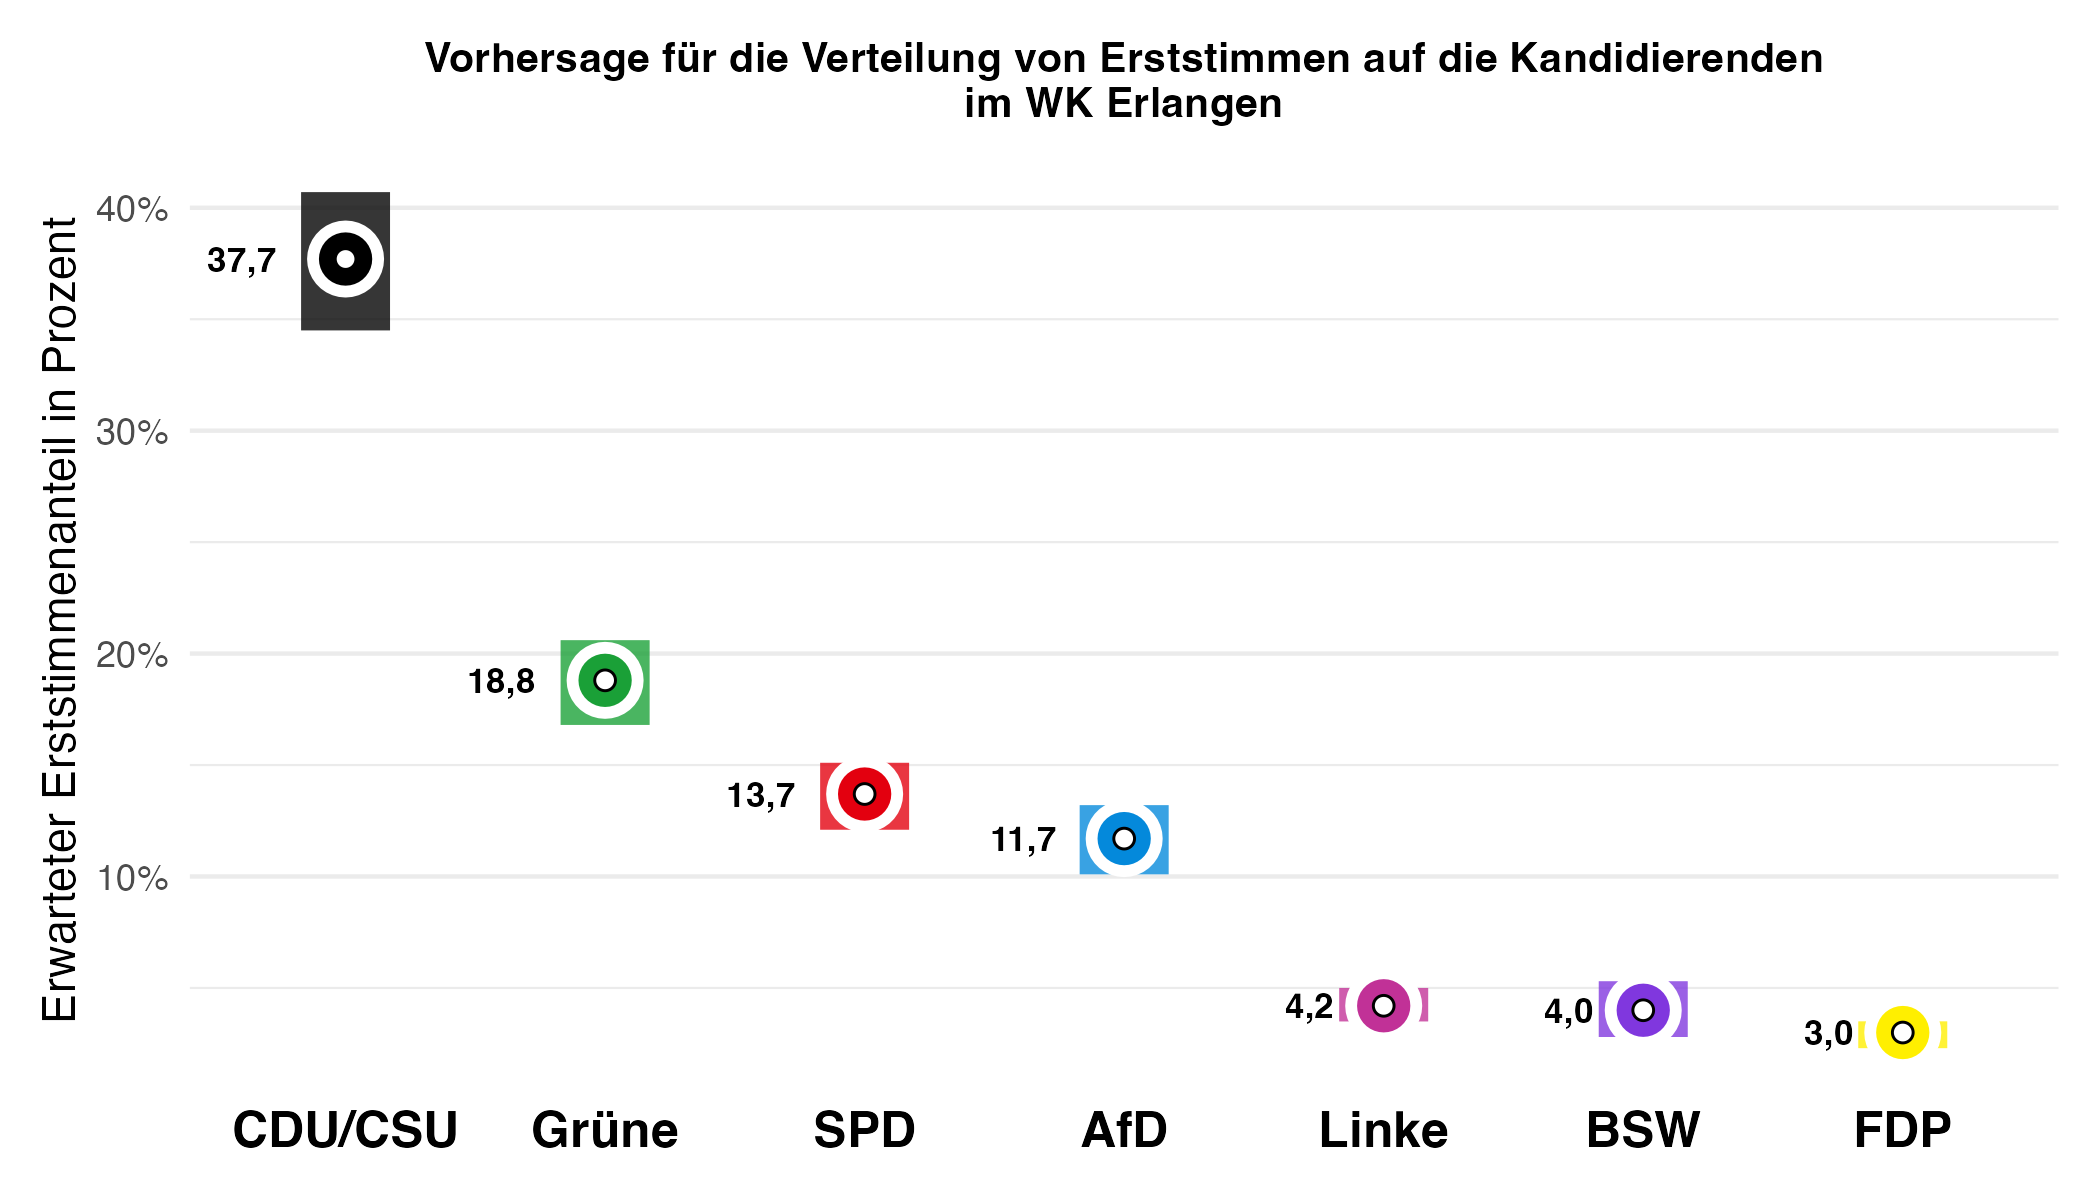 Vorhersage für die Verteilung von Erststimmen auf die Kandidierenden
im WK Erlangen
Erwarteter Erststimmenanteil in Prozent
40%
30%
20%
10%
37,7
18,8
13,7
11,7
4,2
4,0
3,0
CDU/CSU
Grüne
SPD
AfD
Linke
BSW
FDP